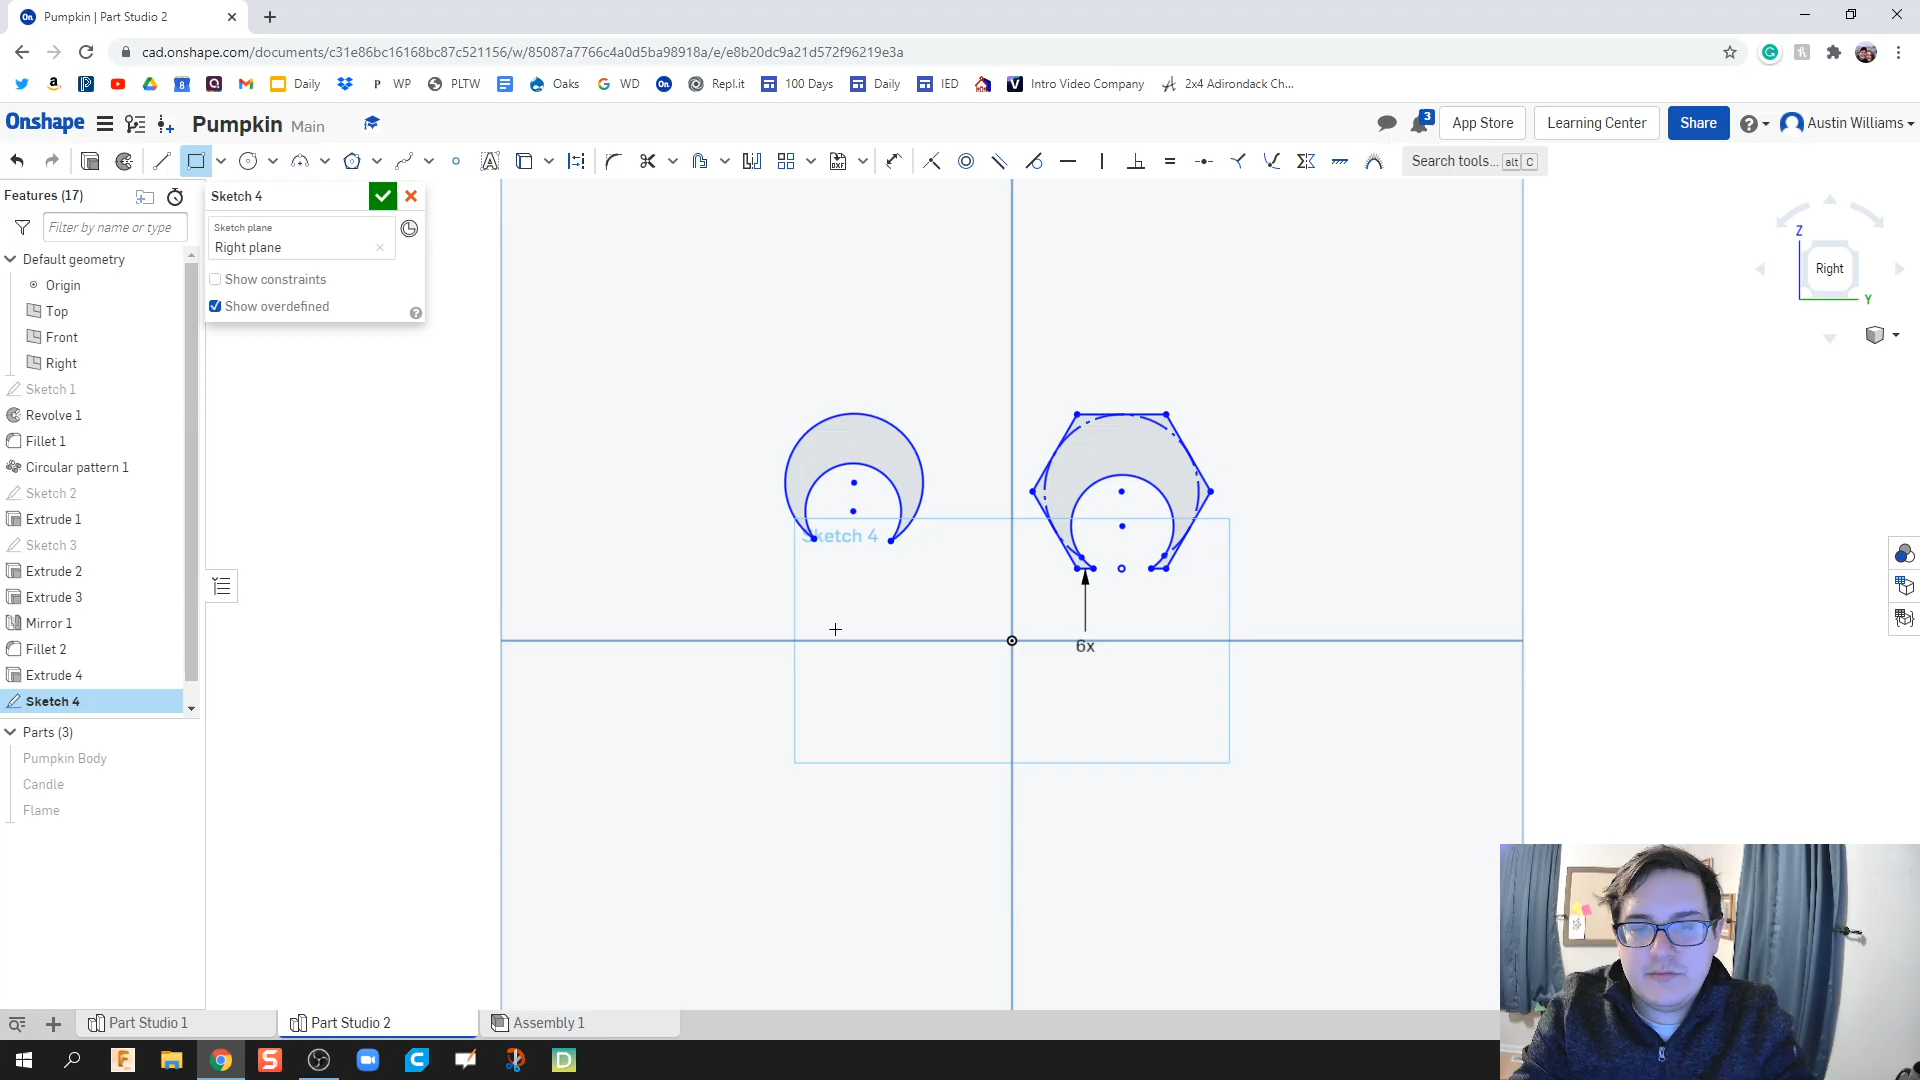 Pumpkin | Part Studio 2
cad.onshape.com/documents/c31e86bc16168bc87c521156/w/85087a7766c4a0d5ba98918a/e/e8b20dc9a21d572f96219e3a
Daily
P WP
PLTW
Oaks
G WD
Repl.it
100 Days
Daily
IED
Intro Video Company
2x4 Adirondack Ch...
Onshape
Pumpkin Main
3
App Store
Learning Center
Share
Austin Williams
Search tools... alt C
Features (17)
Filter by name or type
Default geometry
Origin
Top
Front
Right
Sketch 1
Revolve 1
Fillet 1
Circular pattern 1
Sketch 2
Extrude 1
Sketch 3
Extrude 2
Extrude 3
Mirror 1
Fillet 2
Extrude 4
Sketch 4
Parts (3)
Pumpkin Body
Candle
Flame
Sketch 4
Sketch plane
Right plane
Show constraints
Show overdefined
Sketch 4
6x
Z
Right
Y
Part Studio 1
Part Studio 2
Assembly 1